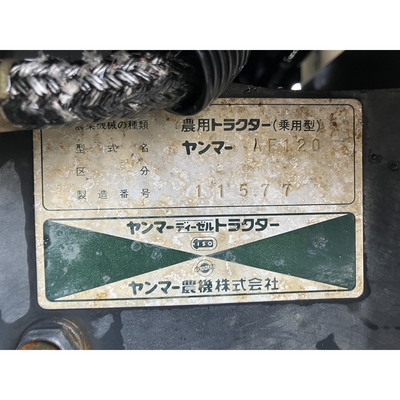 農業機械の種類 農用トラクター(乗用型)
型式名 ヤンマー AF120
区分
製造番号 11577
ヤンマーディーゼルトラクター
ISO
ヤンマー農機株式会社